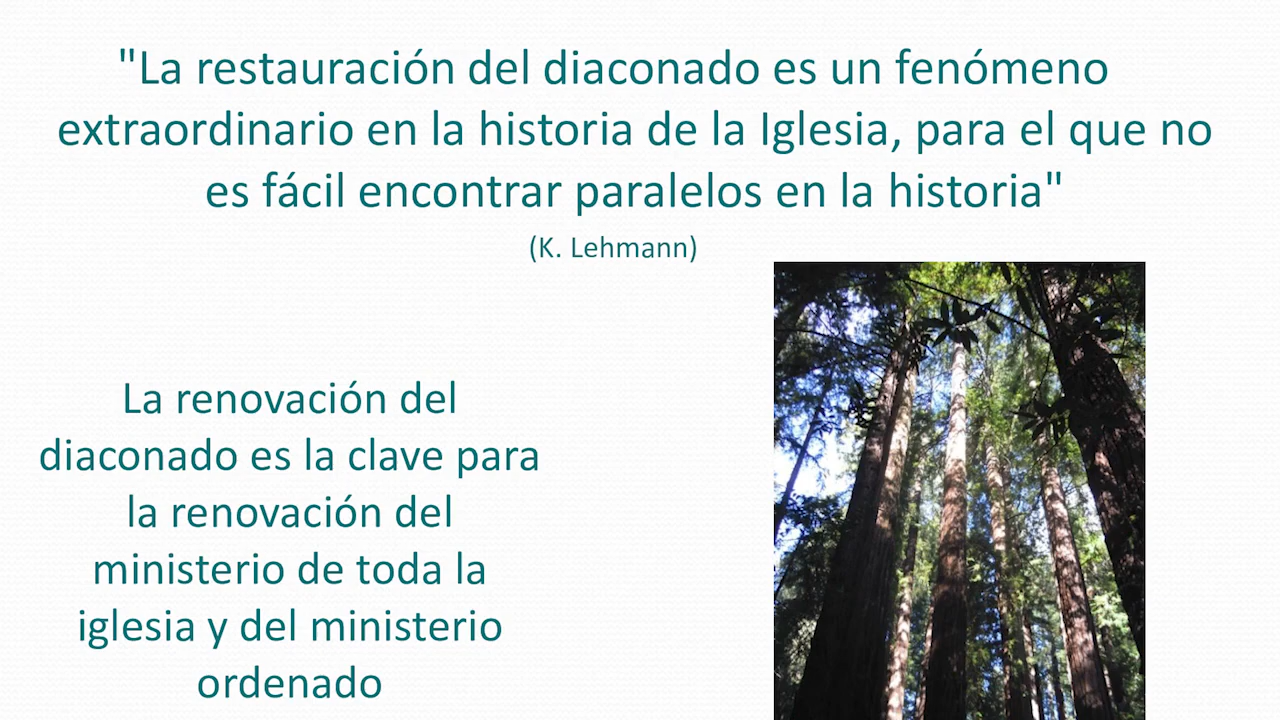 "La restauración del diaconado es un fenómeno
extraordinario en la historia de la Iglesia, para el que no
es fácil encontrar paralelos en la historia"
(K. Lehmann)
La renovación del
diaconado es la clave para
la renovación del
ministerio de toda la
iglesia y del ministerio
ordenado